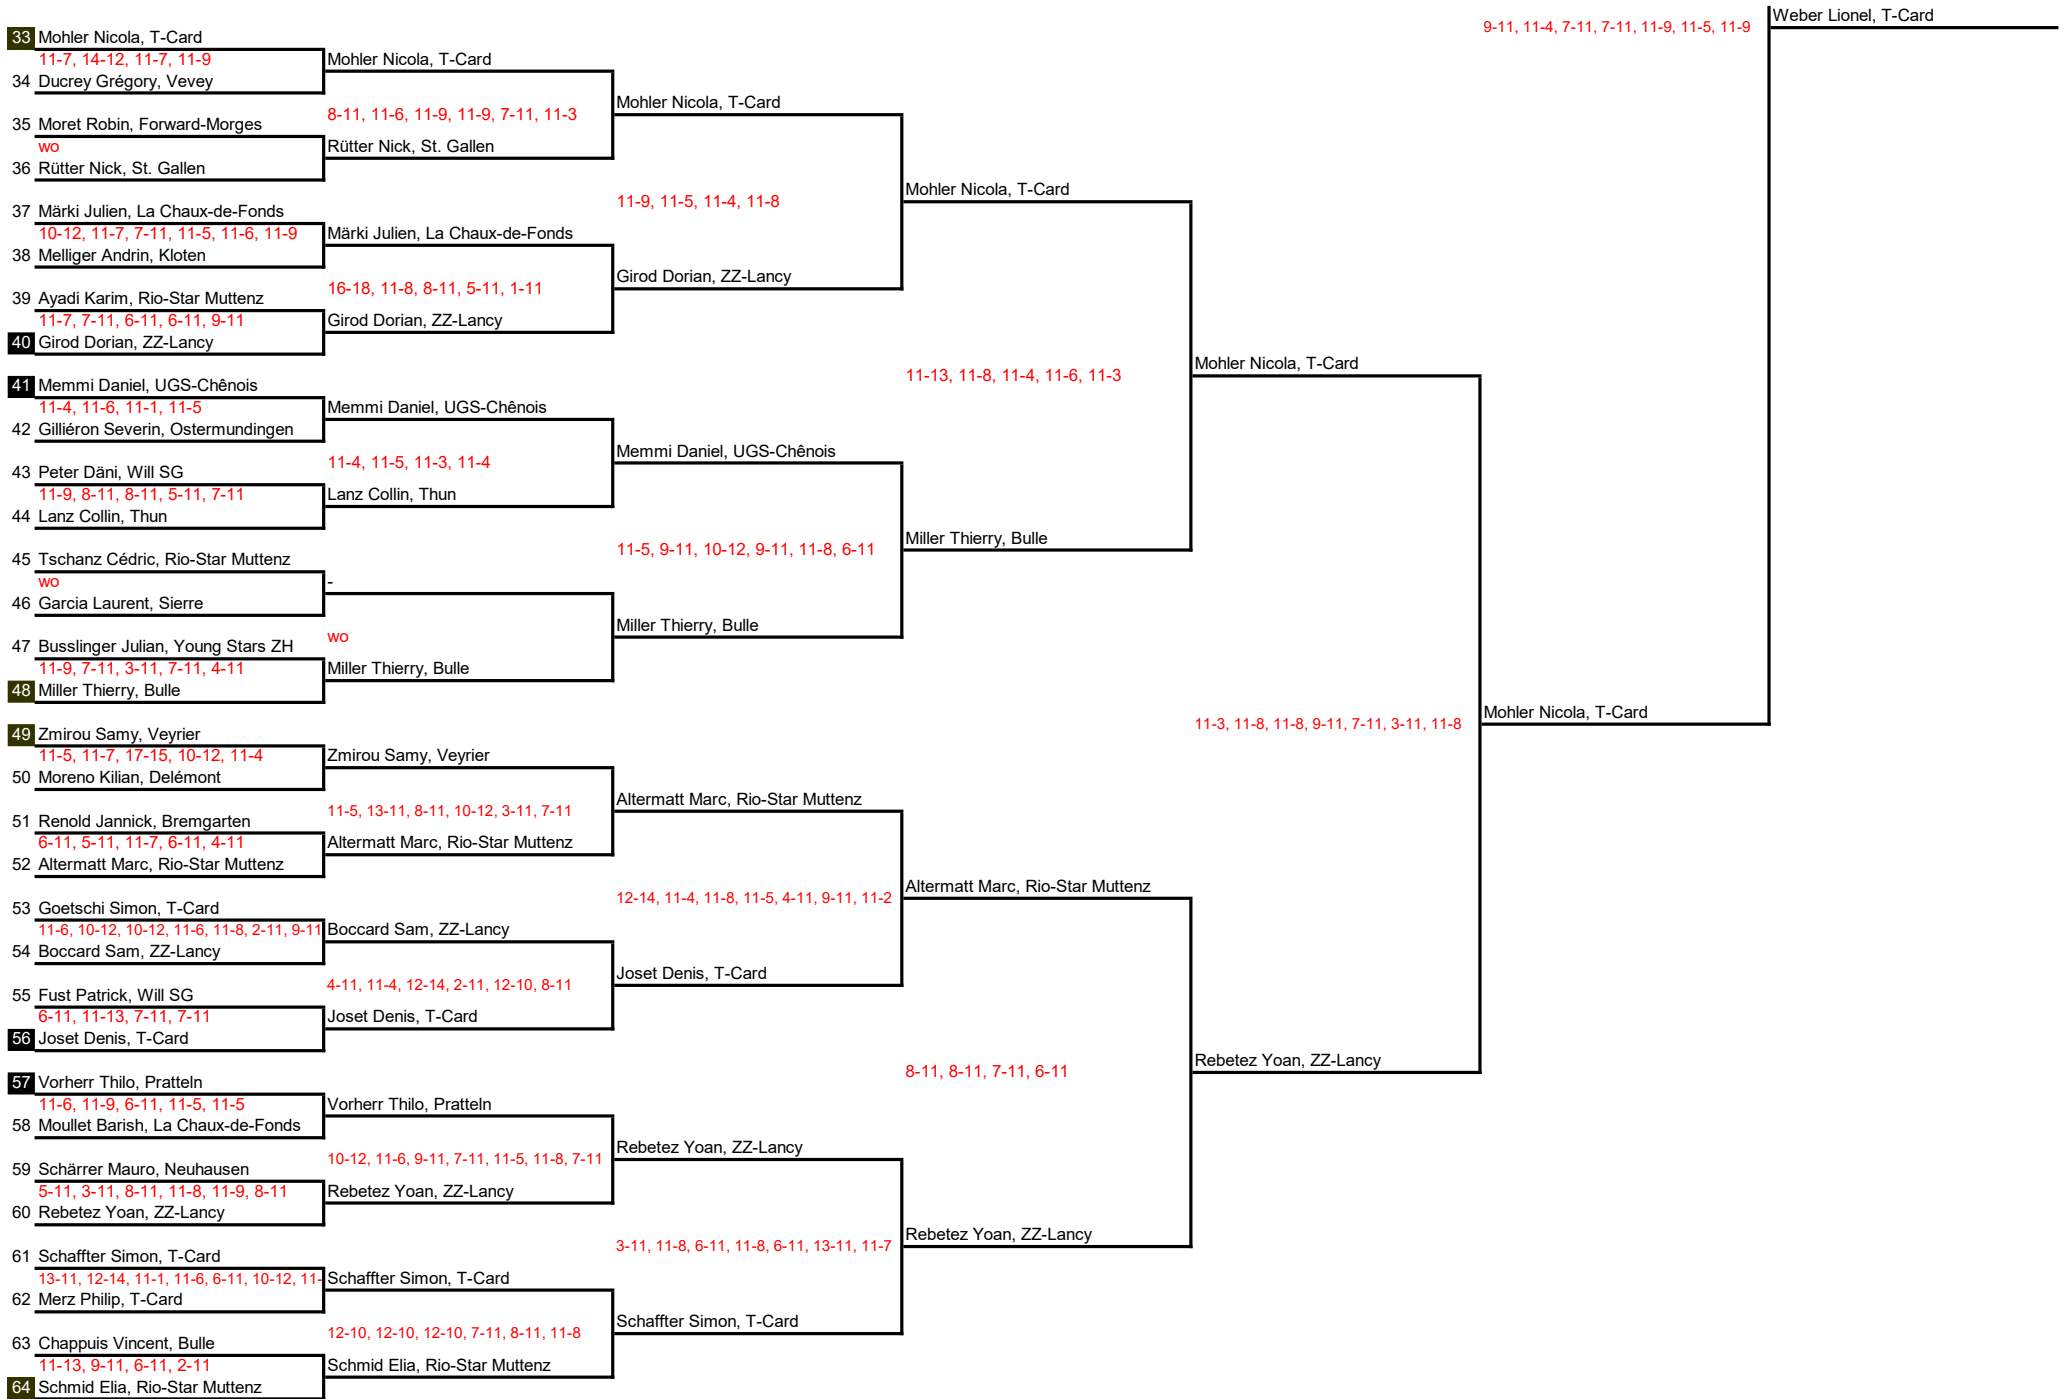 Weber Lionel, T-Card
9-11, 11-4, 7-11, 7-11, 11-9, 11-5, 11-9
33 Mohler Nicola, T-Card
11-7, 14-12, 11-7, 11-9
Mohler Nicola, T-Card
34 Ducrey Grégory, Vevey
Mohler Nicola, T-Card
8-11, 11-6, 11-9, 11-9, 7-11, 11-3
35 Moret Robin, Forward-Morges
wo
Rütter Nick, St. Gallen
36 Rütter Nick, St. Gallen
Mohler Nicola, T-Card
11-9, 11-5, 11-4, 11-8
37 Märki Julien, La Chaux-de-Fonds
10-12, 11-7, 7-11, 11-5, 11-6, 11-9
Märki Julien, La Chaux-de-Fonds
38 Melliger Andrin, Kloten
Girod Dorian, ZZ-Lancy
16-18, 11-8, 8-11, 5-11, 1-11
39 Ayadi Karim, Rio-Star Muttenz
11-7, 7-11, 6-11, 6-11, 9-11
Girod Dorian, ZZ-Lancy
40 Girod Dorian, ZZ-Lancy
Mohler Nicola, T-Card
11-13, 11-8, 11-4, 11-6, 11-3
41 Memmi Daniel, UGS-Chênois
11-4, 11-6, 11-1, 11-5
Memmi Daniel, UGS-Chênois
42 Gilliéron Severin, Ostermundingen
Memmi Daniel, UGS-Chênois
11-4, 11-5, 11-3, 11-4
43 Peter Däni, Will SG
11-9, 8-11, 8-11, 5-11, 7-11
Lanz Collin, Thun
44 Lanz Collin, Thun
Miller Thierry, Bulle
11-5, 9-11, 10-12, 9-11, 11-8, 6-11
45 Tschanz Cédric, Rio-Star Muttenz
wo
-
46 Garcia Laurent, Sierre
Miller Thierry, Bulle
wo
47 Busslinger Julian, Young Stars ZH
11-9, 7-11, 3-11, 7-11, 4-11
Miller Thierry, Bulle
48 Miller Thierry, Bulle
Mohler Nicola, T-Card
11-3, 11-8, 11-8, 9-11, 7-11, 3-11, 11-8
49 Zmirou Samy, Veyrier
11-5, 11-7, 17-15, 10-12, 11-4
Zmirou Samy, Veyrier
50 Moreno Kilian, Delémont
Altermatt Marc, Rio-Star Muttenz
11-5, 13-11, 8-11, 10-12, 3-11, 7-11
51 Renold Jannick, Bremgarten
6-11, 5-11, 11-7, 6-11, 4-11
Altermatt Marc, Rio-Star Muttenz
52 Altermatt Marc, Rio-Star Muttenz
Altermatt Marc, Rio-Star Muttenz
12-14, 11-4, 11-8, 11-5, 4-11, 9-11, 11-2
53 Goetschi Simon, T-Card
11-6, 10-12, 10-12, 11-6, 11-8, 2-11, 9-11
Boccard Sam, ZZ-Lancy
54 Boccard Sam, ZZ-Lancy
Joset Denis, T-Card
4-11, 11-4, 12-14, 2-11, 12-10, 8-11
55 Fust Patrick, Will SG
6-11, 11-13, 7-11, 7-11
Joset Denis, T-Card
56 Joset Denis, T-Card
Rebetez Yoan, ZZ-Lancy
8-11, 8-11, 7-11, 6-11
57 Vorherr Thilo, Pratteln
11-6, 11-9, 6-11, 11-5, 11-5
Vorherr Thilo, Pratteln
58 Moullet Barish, La Chaux-de-Fonds
Rebetez Yoan, ZZ-Lancy
10-12, 11-6, 9-11, 7-11, 11-5, 11-8, 7-11
59 Schärrer Mauro, Neuhausen
5-11, 3-11, 8-11, 11-8, 11-9, 8-11
Rebetez Yoan, ZZ-Lancy
60 Rebetez Yoan, ZZ-Lancy
Rebetez Yoan, ZZ-Lancy
3-11, 11-8, 6-11, 11-8, 6-11, 13-11, 11-7
61 Schaffter Simon, T-Card
13-11, 12-14, 11-1, 11-6, 6-11, 10-12, 11-
Schaffter Simon, T-Card
62 Merz Philip, T-Card
Schaffter Simon, T-Card
12-10, 12-10, 12-10, 7-11, 8-11, 11-8
63 Chappuis Vincent, Bulle
11-13, 9-11, 6-11, 2-11
Schmid Elia, Rio-Star Muttenz
64 Schmid Elia, Rio-Star Muttenz